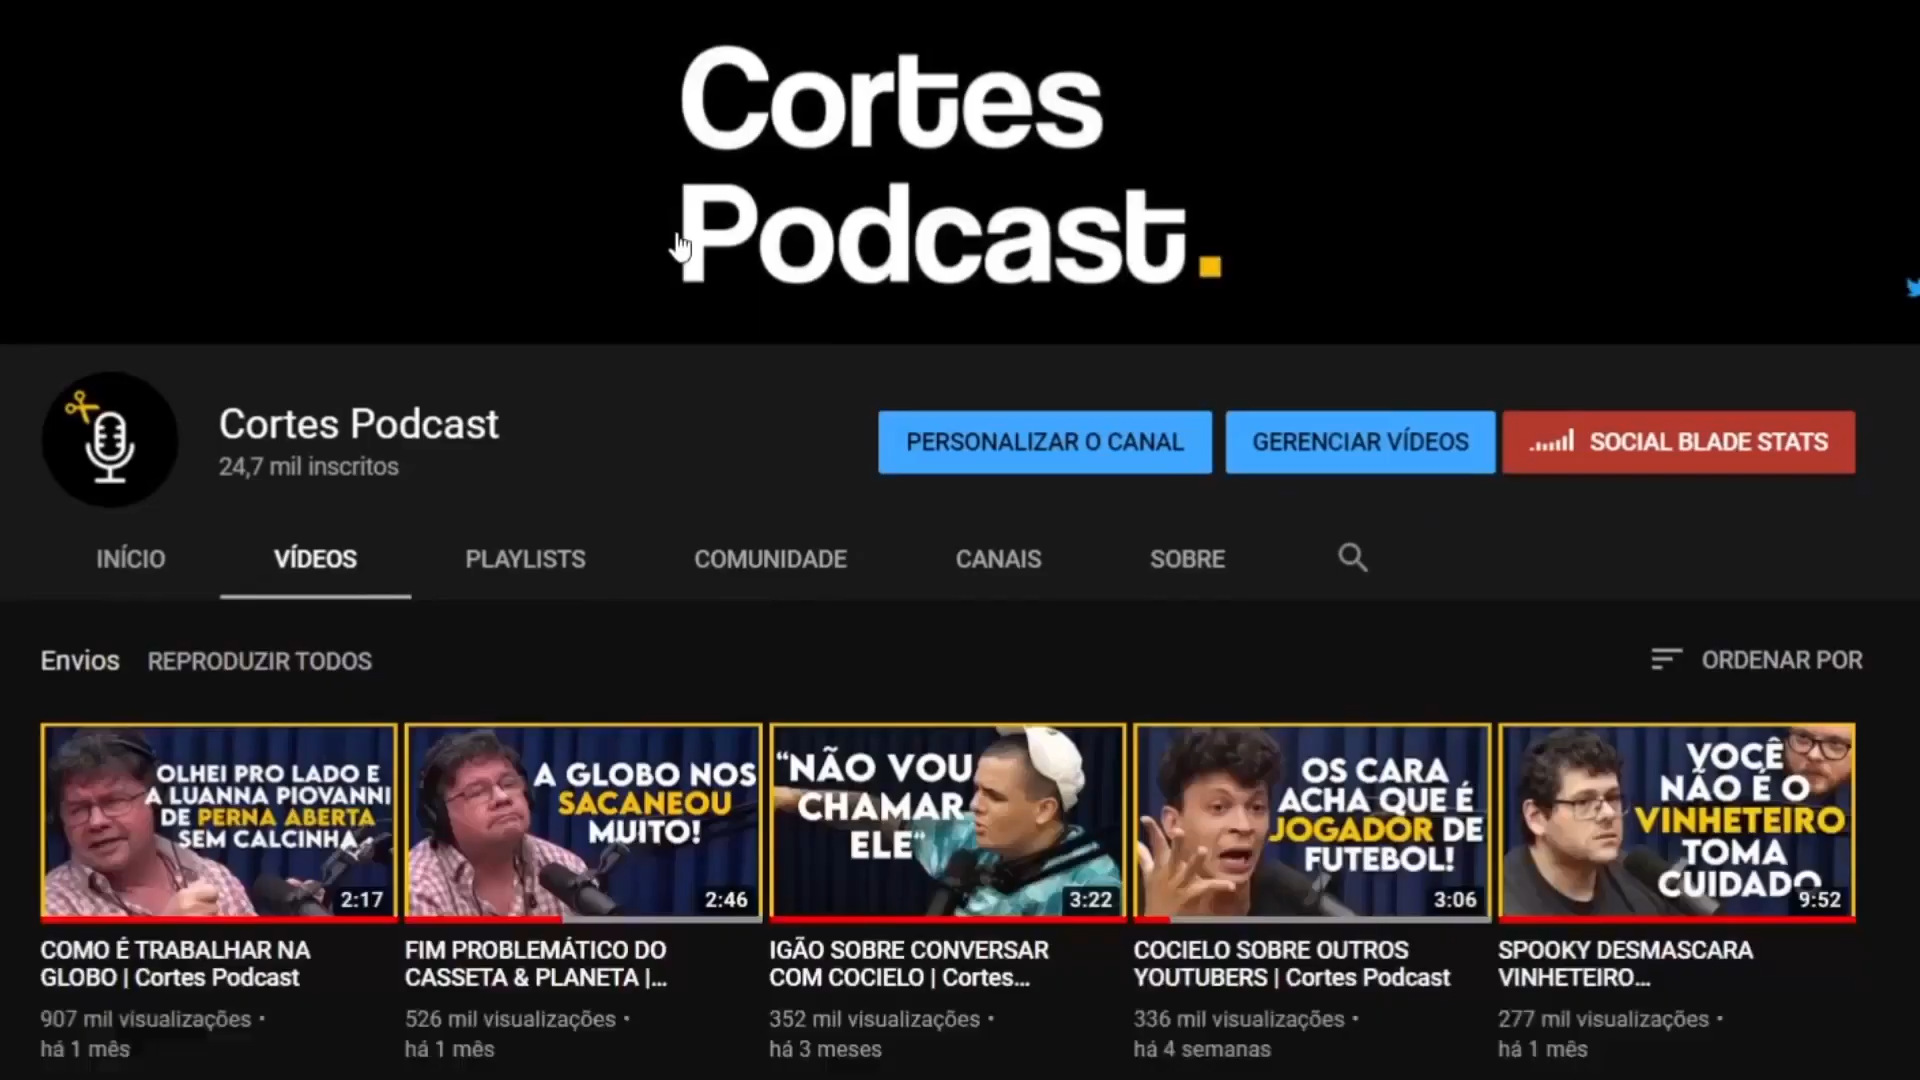 Cortes
Podcast.
Cortes Podcast
24,7 mil inscritos
PERSONALIZAR O CANAL
GERENCIAR VÍDEOS
SOCIAL BLADE STATS
INÍCIO
VÍDEOS
PLAYLISTS
COMUNIDADE
CANAIS
SOBRE
Envios
REPRODUZIR TODOS
ORDENAR POR
OLHEI PRO LADO E
A LUANNA PIOVANNI
DE PERNA ABERTA
SEM CALCINHA
2:17
COMO É TRABALHAR NA
GLOBO | Cortes Podcast
907 mil visualizações •
há 1 mês
A GLOBO NOS
SACANEOU
MUITO!
2:46
FIM PROBLEMÁTICO DO
CASSETA & PLANETA |...
526 mil visualizações •
há 1 mês
“NÃO VOU
CHAMAR
ELE“
3:22
IGÃO SOBRE CONVERSAR
COM COCIELO | Cortes...
352 mil visualizações •
há 3 meses
OS CARA
ACHA QUE É
JOGADOR DE
FUTEBOL!
3:06
COCIELO SOBRE OUTROS
YOUTUBERS | Cortes Podcast
336 mil visualizações •
há 4 semanas
VOCÊ
NÃO É O
VINHETEIRO
TOMA
CUIDADO
9:52
SPOOKY DESMASCARA
VINHETEIRO...
277 mil visualizações •
há 1 mês